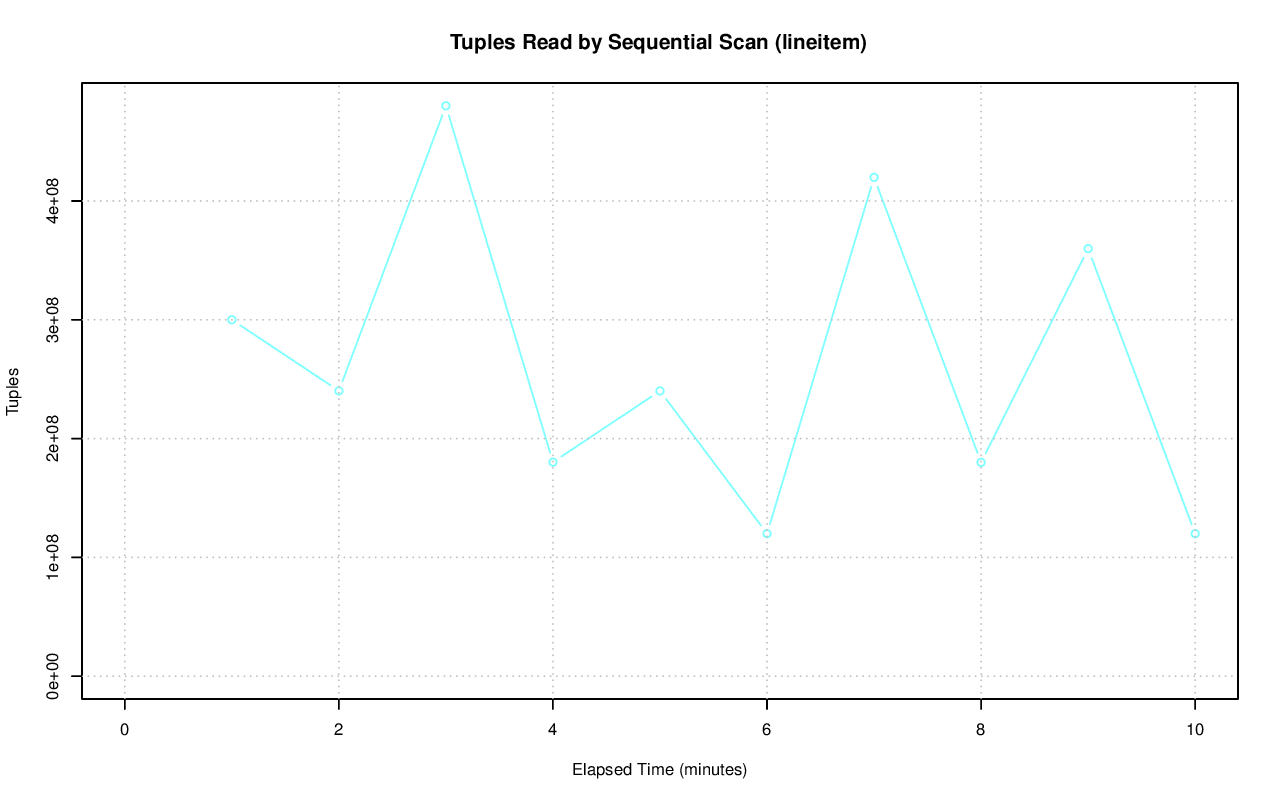 Tuples Read by Sequential Scan (lineitem)
Tuples
4e+08
3e+08
2e+08
1e+08
0e+00
0 2 4 6 8 10
Elapsed Time (minutes)